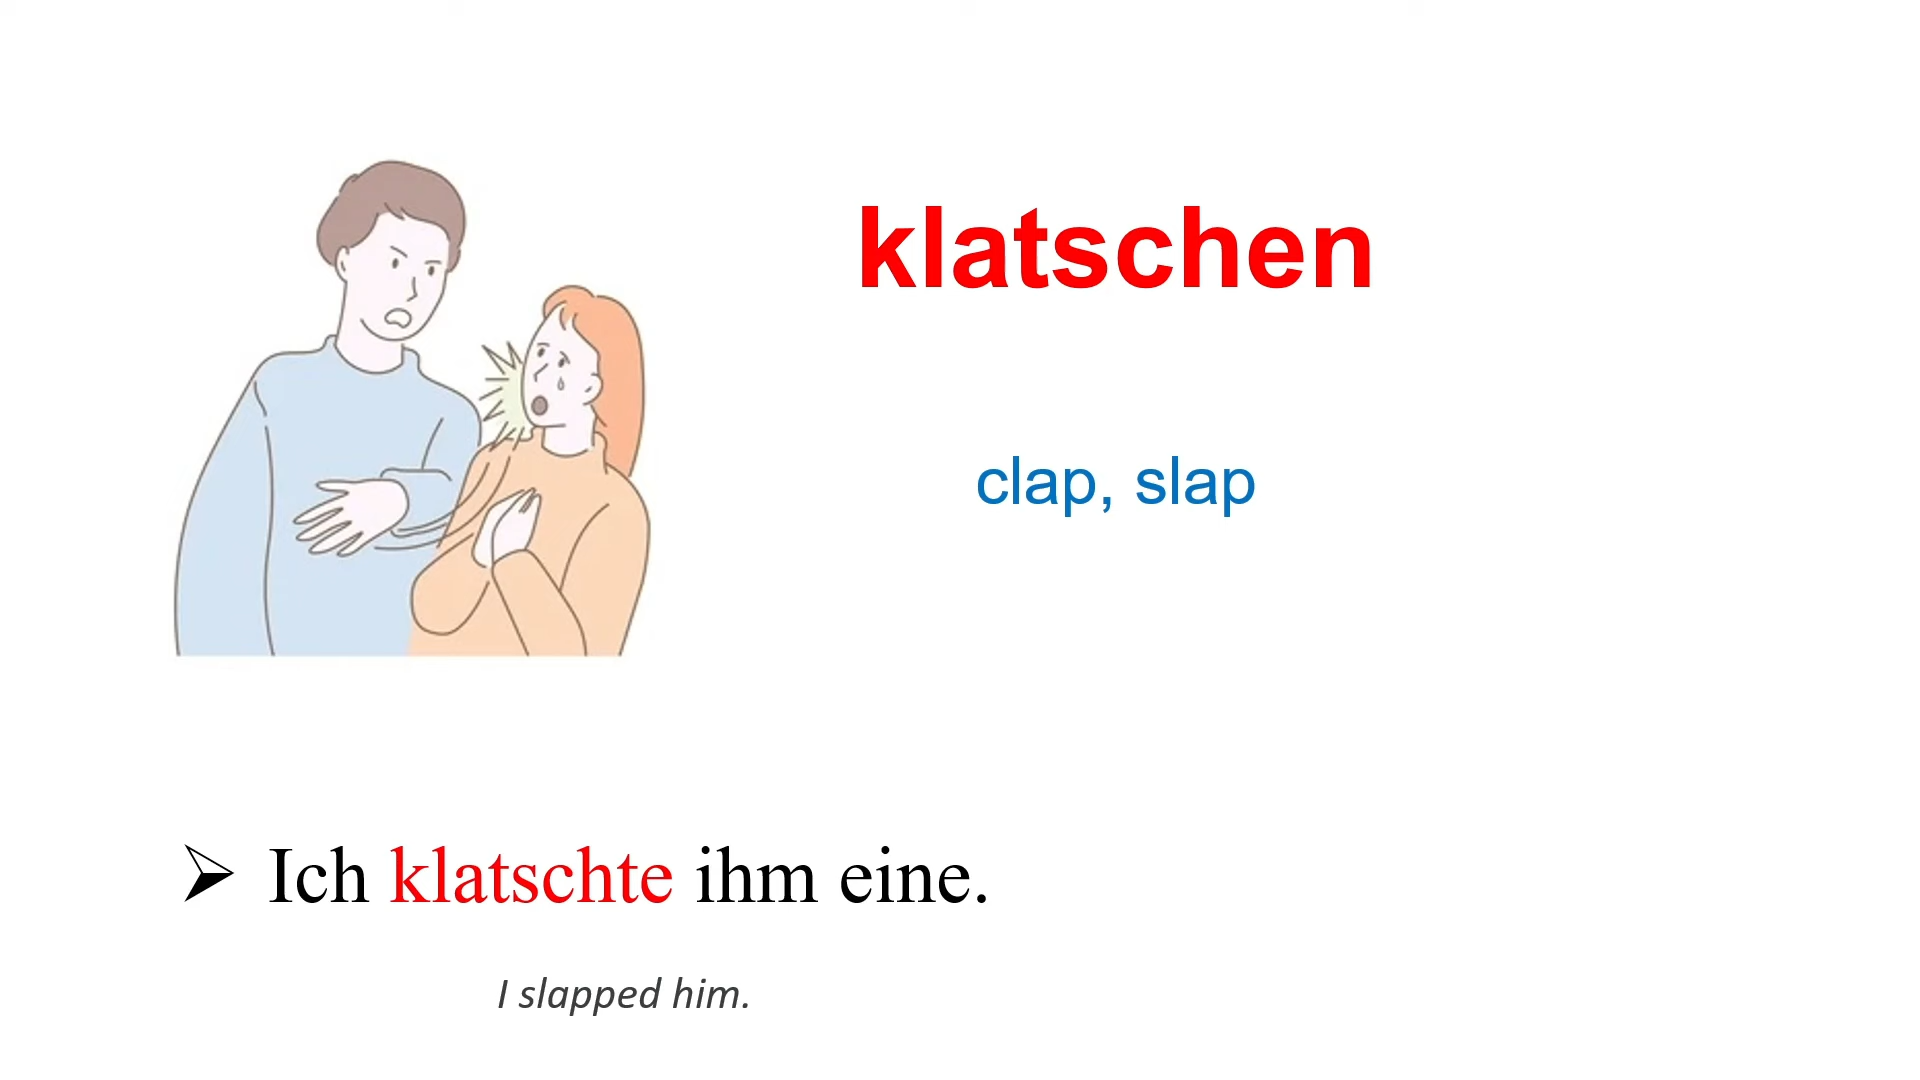 klatschen
clap, slap
Ich klatschte ihm eine.
I slapped him.